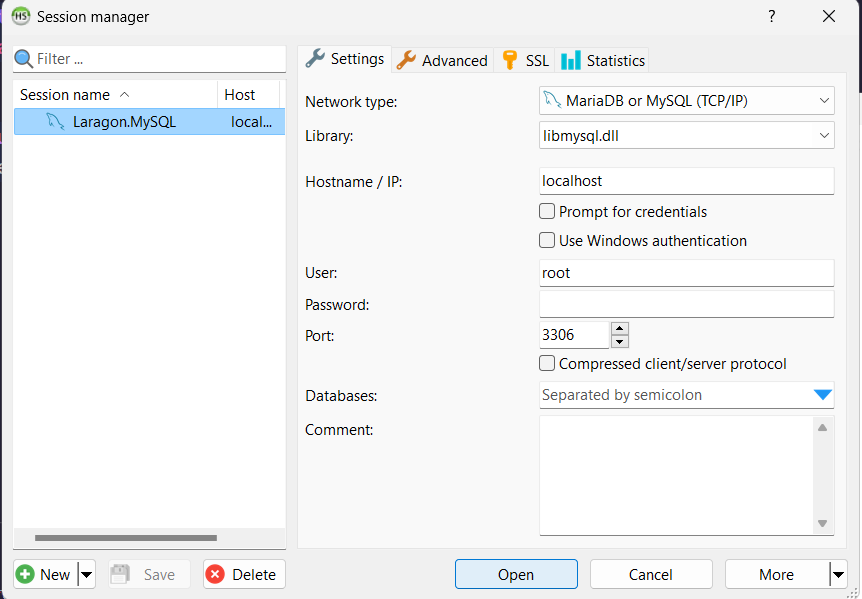 HS Session manager ?
Filter ...
Session name Host
Laragon.MySQL local...
Settings Advanced SSL Statistics
Network type: MariaDB or MySQL (TCP/IP)
Library: libmysql.dll
Hostname / IP: localhost
Prompt for credentials
Use Windows authentication
User: root
Password:
Port: 3306
Compressed client/server protocol
Databases: Separated by semicolon
Comment:
New Save Delete Open Cancel More